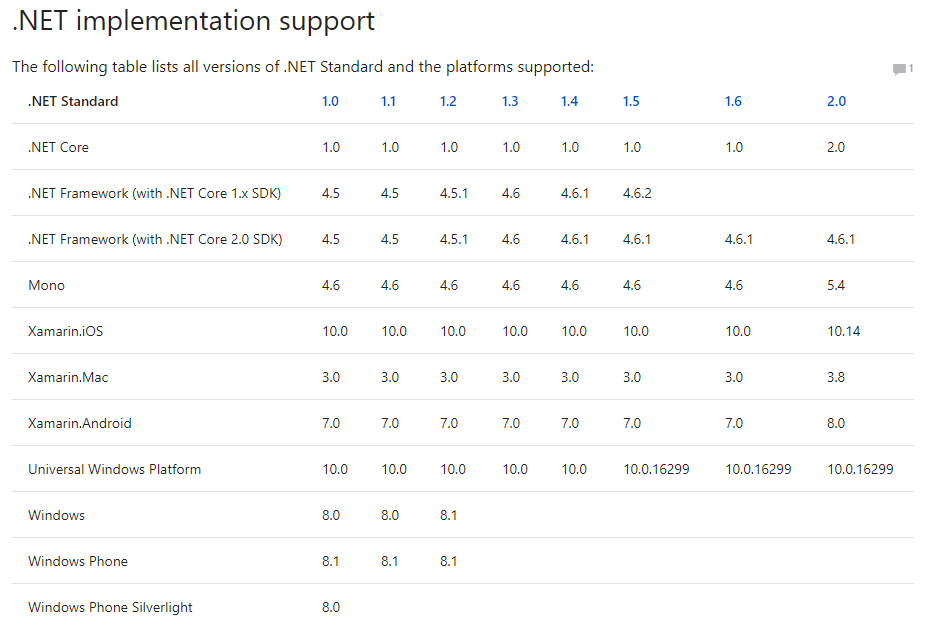 .NET implementation support
The following table lists all versions of .NET Standard and the platforms supported:
1
.NET Standard 1.0 1.1 1.2 1.3 1.4 1.5 1.6 2.0
.NET Core 1.0 1.0 1.0 1.0 1.0 1.0 1.0 2.0
.NET Framework (with .NET Core 1.x SDK) 4.5 4.5 4.5.1 4.6 4.6.1 4.6.2
.NET Framework (with .NET Core 2.0 SDK) 4.5 4.5 4.5.1 4.6 4.6.1 4.6.1 4.6.1 4.6.1
Mono 4.6 4.6 4.6 4.6 4.6 4.6 4.6 5.4
Xamarin.iOS 10.0 10.0 10.0 10.0 10.0 10.0 10.0 10.14
Xamarin.Mac 3.0 3.0 3.0 3.0 3.0 3.0 3.0 3.8
Xamarin.Android 7.0 7.0 7.0 7.0 7.0 7.0 7.0 8.0
Universal Windows Platform 10.0 10.0 10.0 10.0 10.0 10.0.16299 10.0.16299 10.0.16299
Windows 8.0 8.0 8.1
Windows Phone 8.1 8.1 8.1
Windows Phone Silverlight 8.0